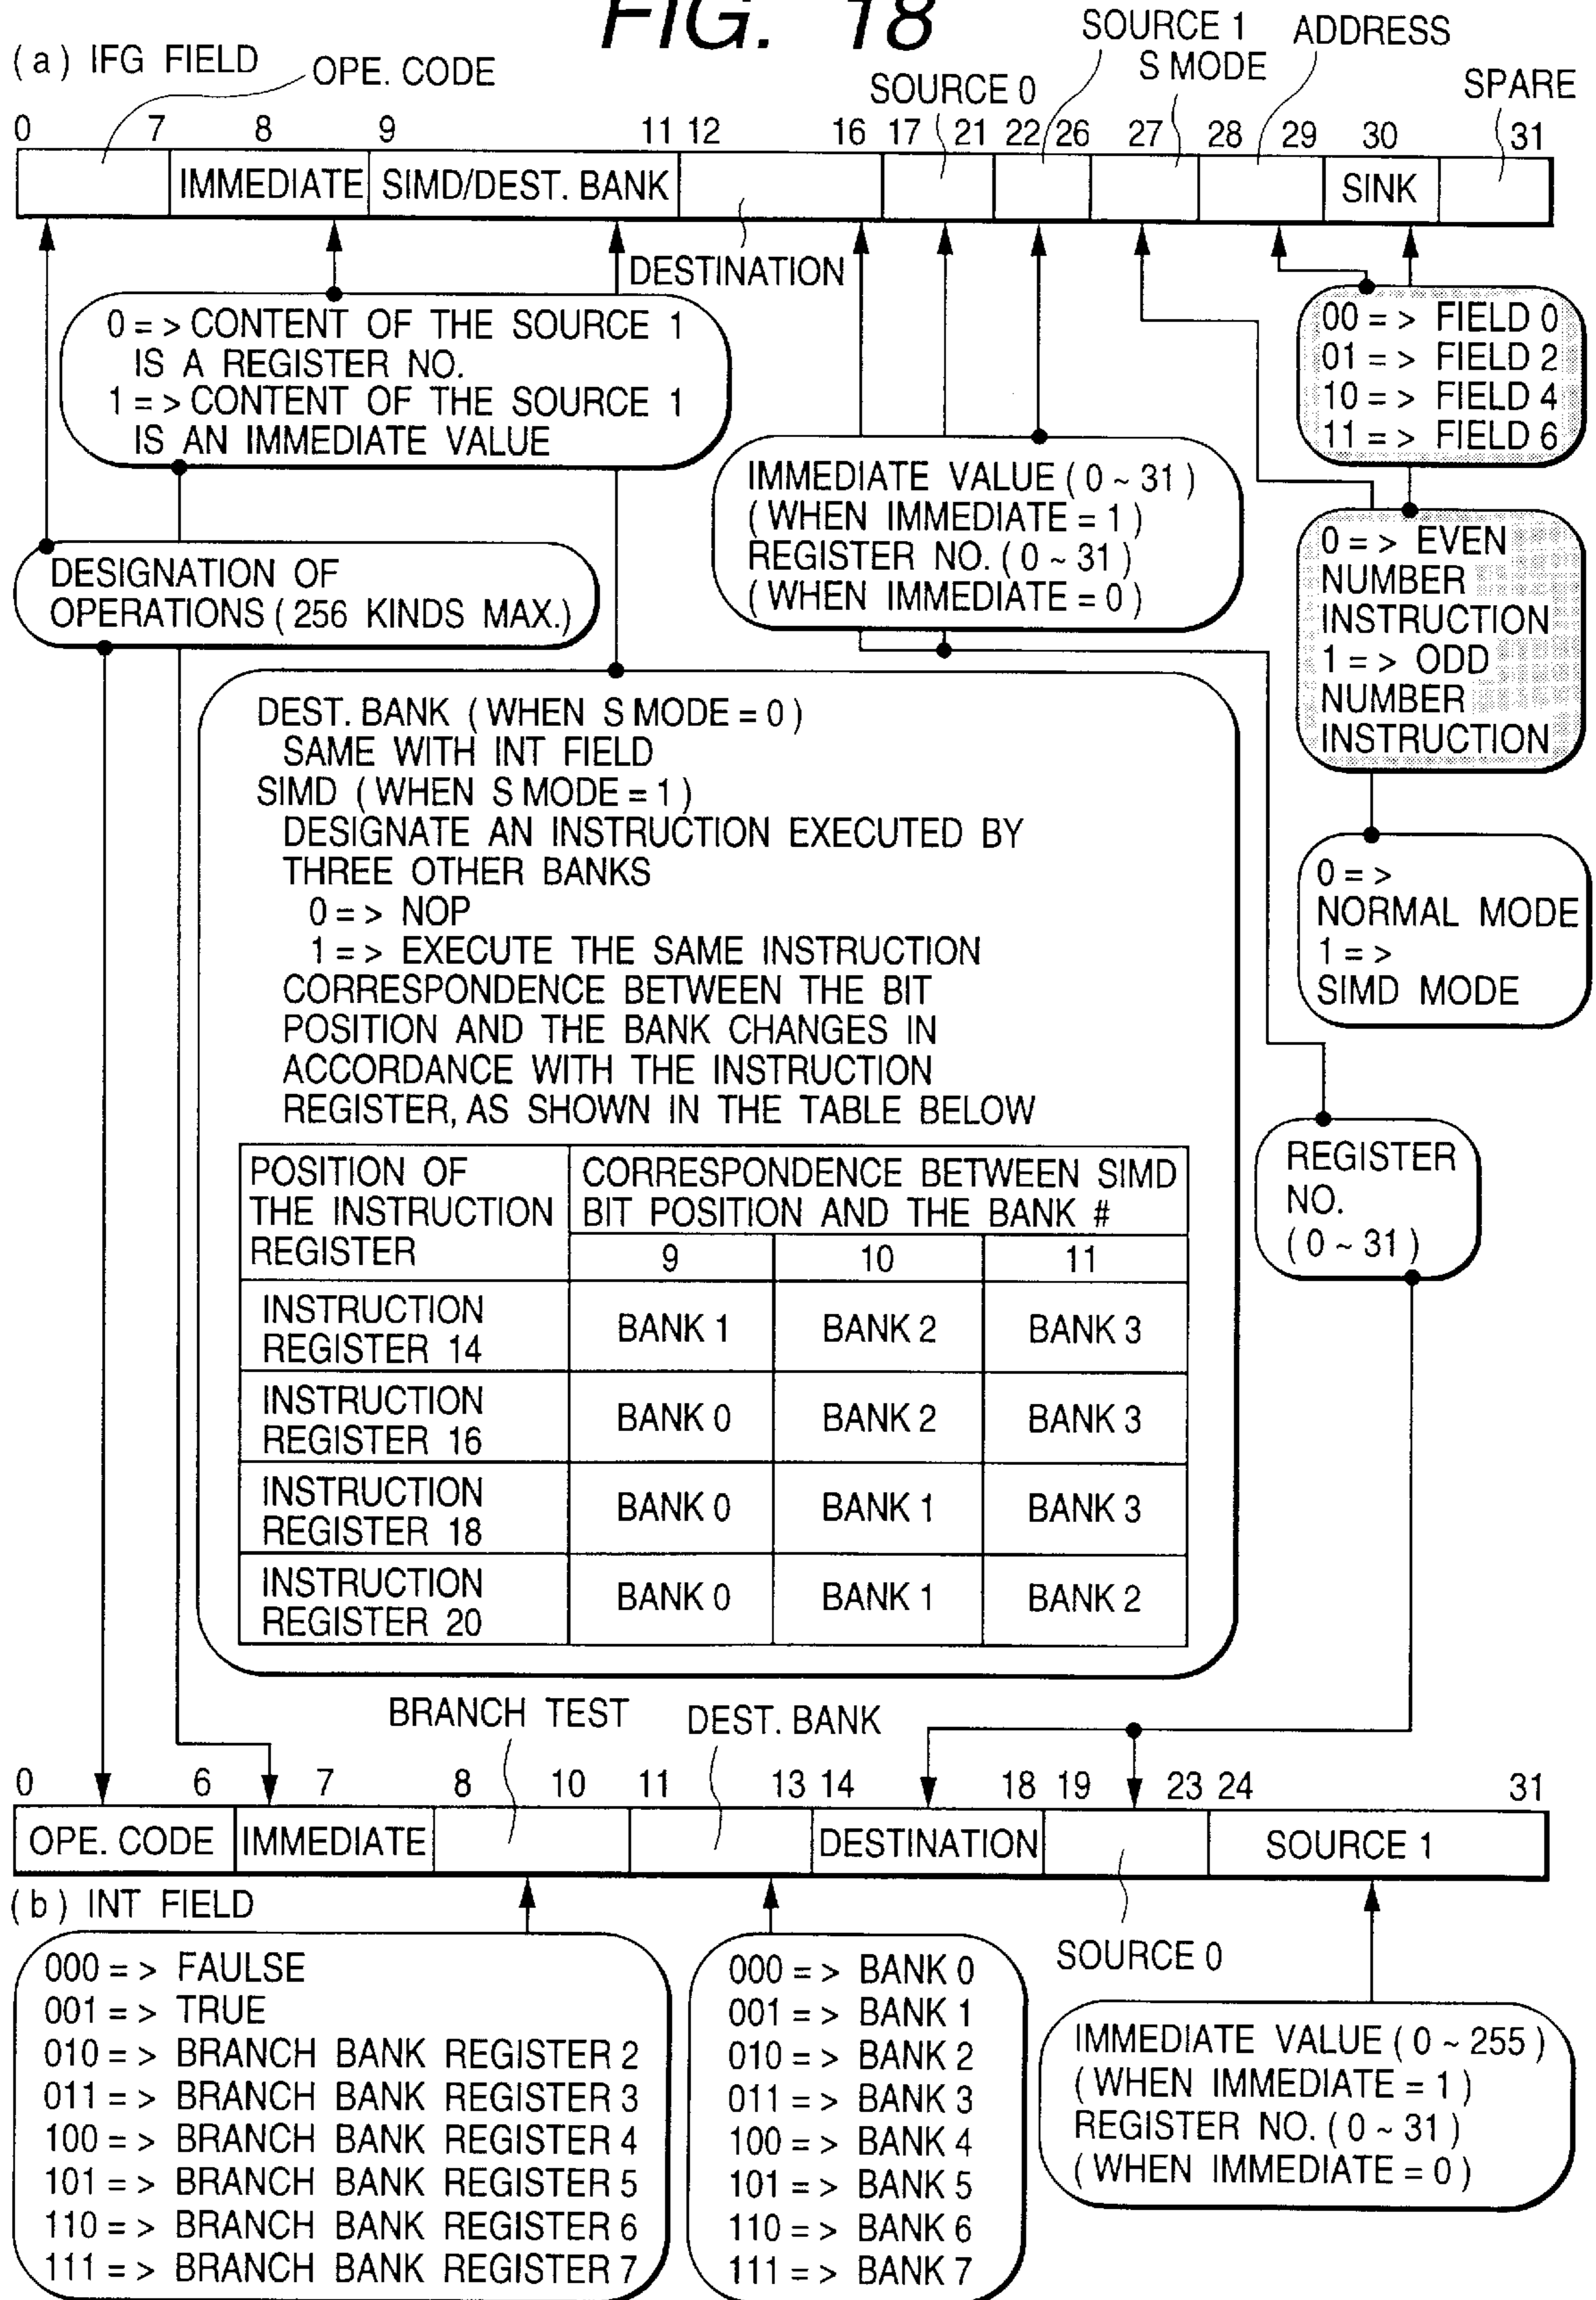 FIG. 18
(a) IFG FIELD
OPE. CODE
SOURCE 0
SOURCE 1
S MODE
ADDRESS
SPARE
0 7 8 9 11 12 16 17 21 22 26 27 28 29 30 31
IMMEDIATE SIMD/DEST. BANK SINK
DESTINATION
0 = > CONTENT OF THE SOURCE 1
IS A REGISTER NO.
1 = > CONTENT OF THE SOURCE 1
IS AN IMMEDIATE VALUE
00 = > FIELD 0
01 = > FIELD 2
10 = > FIELD 4
11 = > FIELD 6
IMMEDIATE VALUE ( 0 ~ 31 )
( WHEN IMMEDIATE = 1 )
REGISTER NO. ( 0 ~ 31 )
( WHEN IMMEDIATE = 0 )
0 = > EVEN
NUMBER
INSTRUCTION
1 = > ODD
NUMBER
INSTRUCTION
DESIGNATION OF
OPERATIONS ( 256 KINDS MAX. )
DEST. BANK ( WHEN S MODE = 0 )
SAME WITH INT FIELD
SIMD ( WHEN S MODE = 1 )
DESIGNATE AN INSTRUCTION EXECUTED BY
THREE OTHER BANKS
0 = > NOP
1 = > EXECUTE THE SAME INSTRUCTION
CORRESPONDENCE BETWEEN THE BIT
POSITION AND THE BANK CHANGES IN
ACCORDANCE WITH THE INSTRUCTION
REGISTER, AS SHOWN IN THE TABLE BELOW
0 = >
NORMAL MODE
1 = >
SIMD MODE
POSITION OF
THE INSTRUCTION
REGISTER
CORRESPONDENCE BETWEEN SIMD
BIT POSITION AND THE BANK #
9 10 11
INSTRUCTION
REGISTER 14
BANK 1 BANK 2 BANK 3
INSTRUCTION
REGISTER 16
BANK 0 BANK 2 BANK 3
INSTRUCTION
REGISTER 18
BANK 0 BANK 1 BANK 3
INSTRUCTION
REGISTER 20
BANK 0 BANK 1 BANK 2
REGISTER
NO.
( 0 ~ 31 )
BRANCH TEST
DEST. BANK
0 6 7 8 10 11 13 14 18 19 23 24 31
OPE. CODE IMMEDIATE DESTINATION SOURCE 1
(b) INT FIELD
SOURCE 0
000 = > FAULSE
001 = > TRUE
010 = > BRANCH BANK REGISTER 2
011 = > BRANCH BANK REGISTER 3
100 = > BRANCH BANK REGISTER 4
101 = > BRANCH BANK REGISTER 5
110 = > BRANCH BANK REGISTER 6
111 = > BRANCH BANK REGISTER 7
000 = > BANK 0
001 = > BANK 1
010 = > BANK 2
011 = > BANK 3
100 = > BANK 4
101 = > BANK 5
110 = > BANK 6
111 = > BANK 7
IMMEDIATE VALUE ( 0 ~ 255 )
( WHEN IMMEDIATE = 1 )
REGISTER NO. ( 0 ~ 31 )
( WHEN IMMEDIATE = 0 )